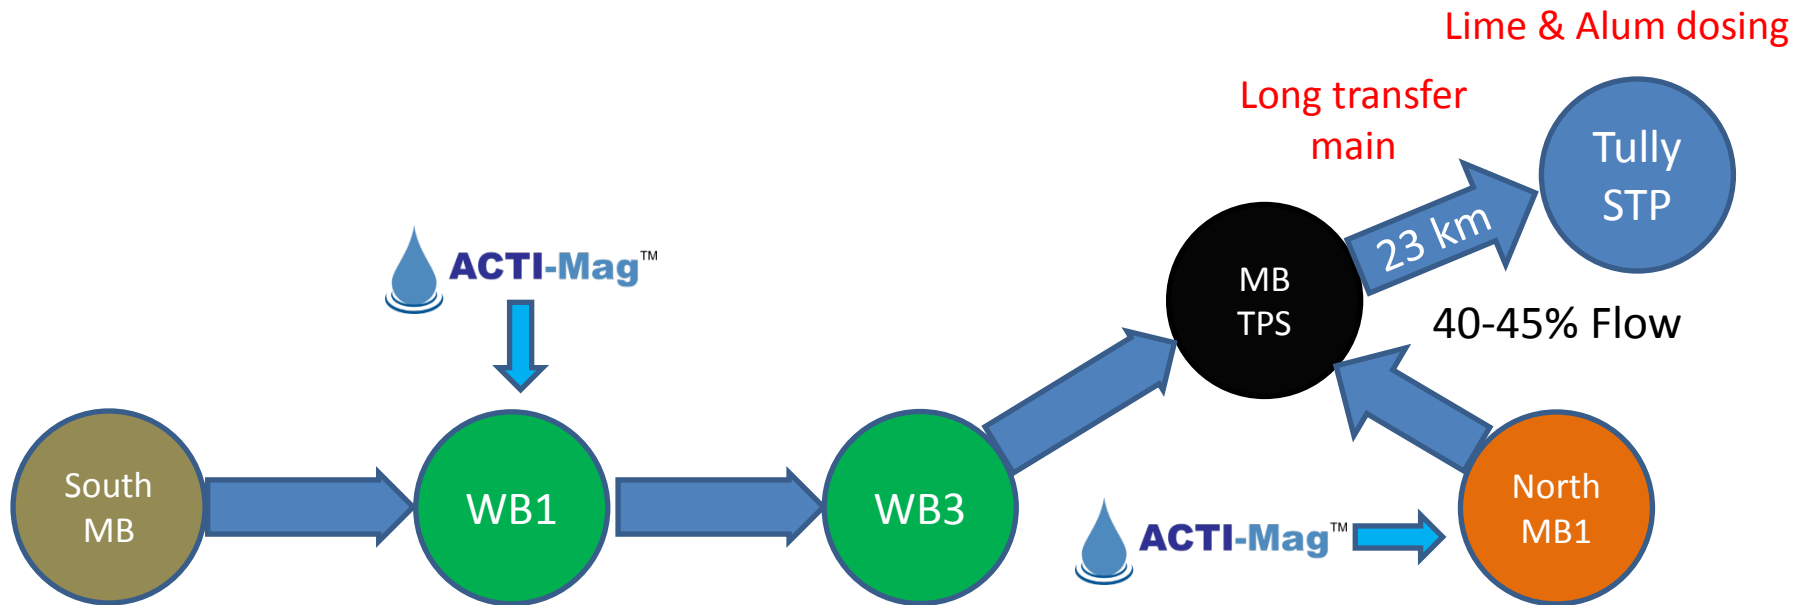 Lime & Alum dosing
Long transfer
main
Tully
STP
23 km
MB
TPS
40-45% Flow
ACTI-Mag™
South
MB
WB1
WB3
ACTI-Mag™
North
MB1